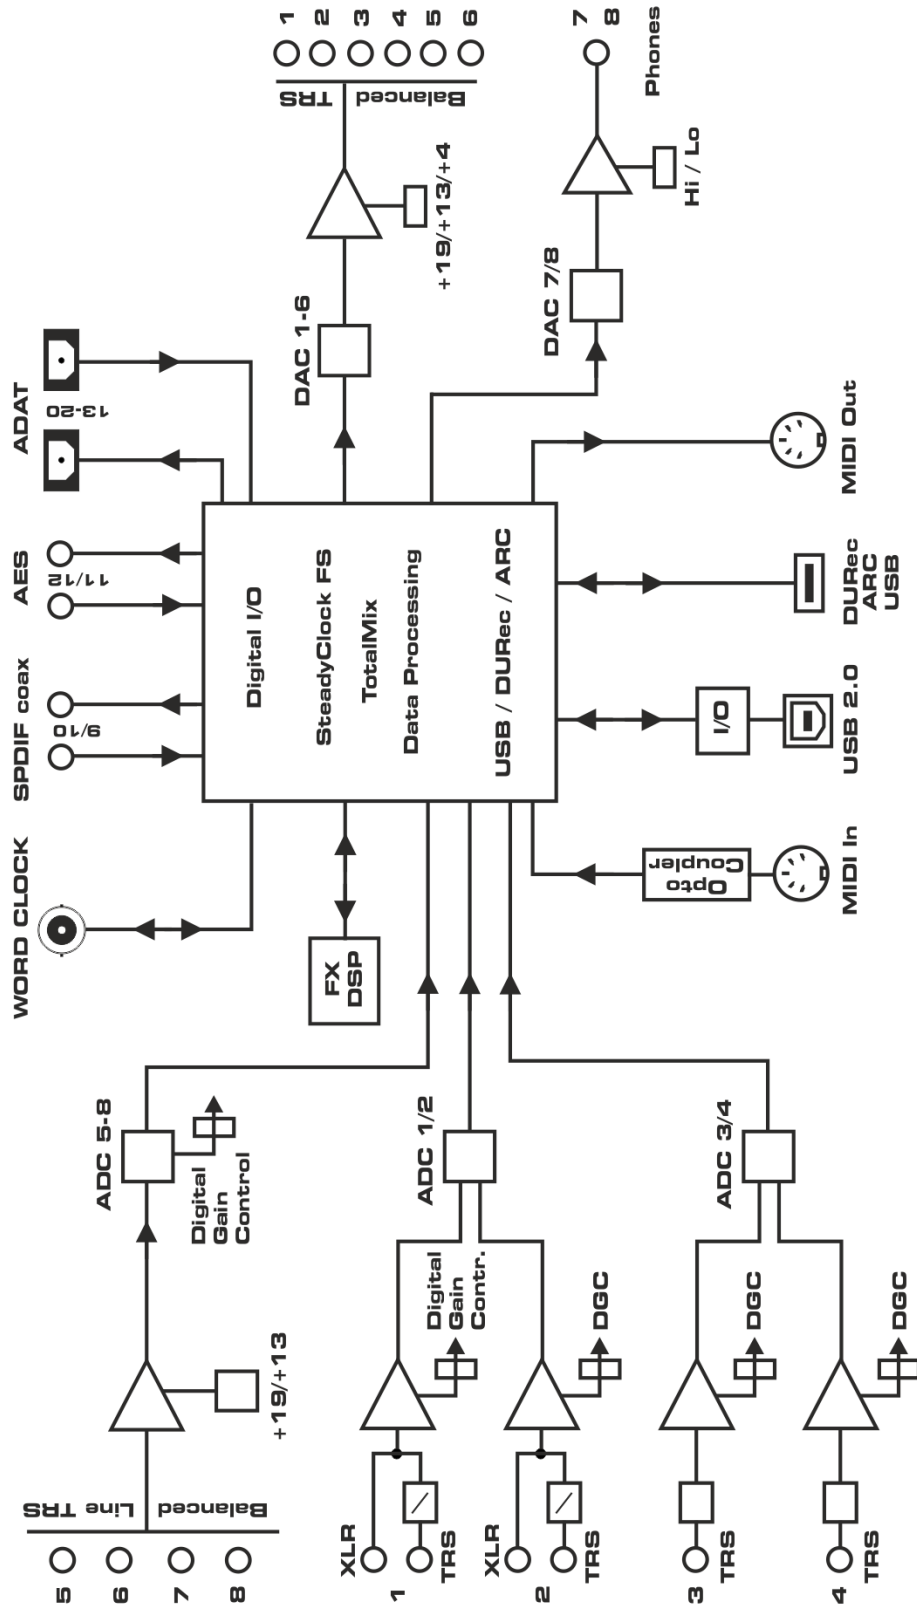 5
6
7
8
Balanced
Line TRS
+19/+13
ADC 5-8
Digital
Gain
Control
WORD CLOCK
SPDIF coax
9/10
AES
11/12
ADAT
13-20
XLR
1
TRS
Digital
Gain
Contr.
XLR
2
TRS
DGC
ADC 1/2
3
TRS
DGC
4
TRS
DGC
ADC 3/4
FX
DSP
Digital I/O
SteadyClock FS
TotalMix
Data Processing
USB / DURec / ARC
Opto
Coupler
MIDI In
I/O
USB 2.0
DURec
ARC
USB
MIDI Out
DAC 1-6
+19/+13/+4
Balanced
TRS
1
2
3
4
5
6
DAC 7/8
Hi / Lo
7
8
Phones